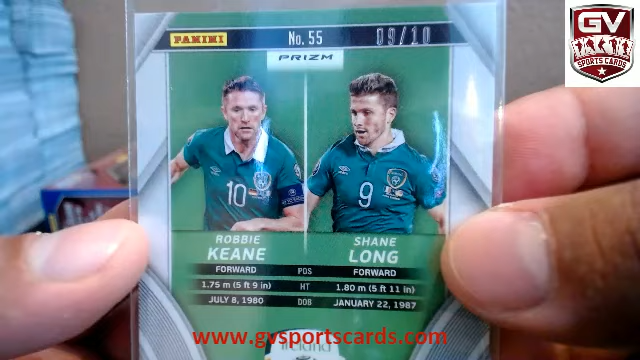 PANINI No. 55 09/10
GV
SPORTS CARDS
PRIZM
10 9
ROBBIE SHANE
KEANE LONG
FORWARD POS FORWARD
1.75 m (5 ft 9 in) HT 1.80 m (5 ft 11 in)
JULY 8, 1980 DOB JANUARY 22, 1987
www.gvsportscards.com
Ireland